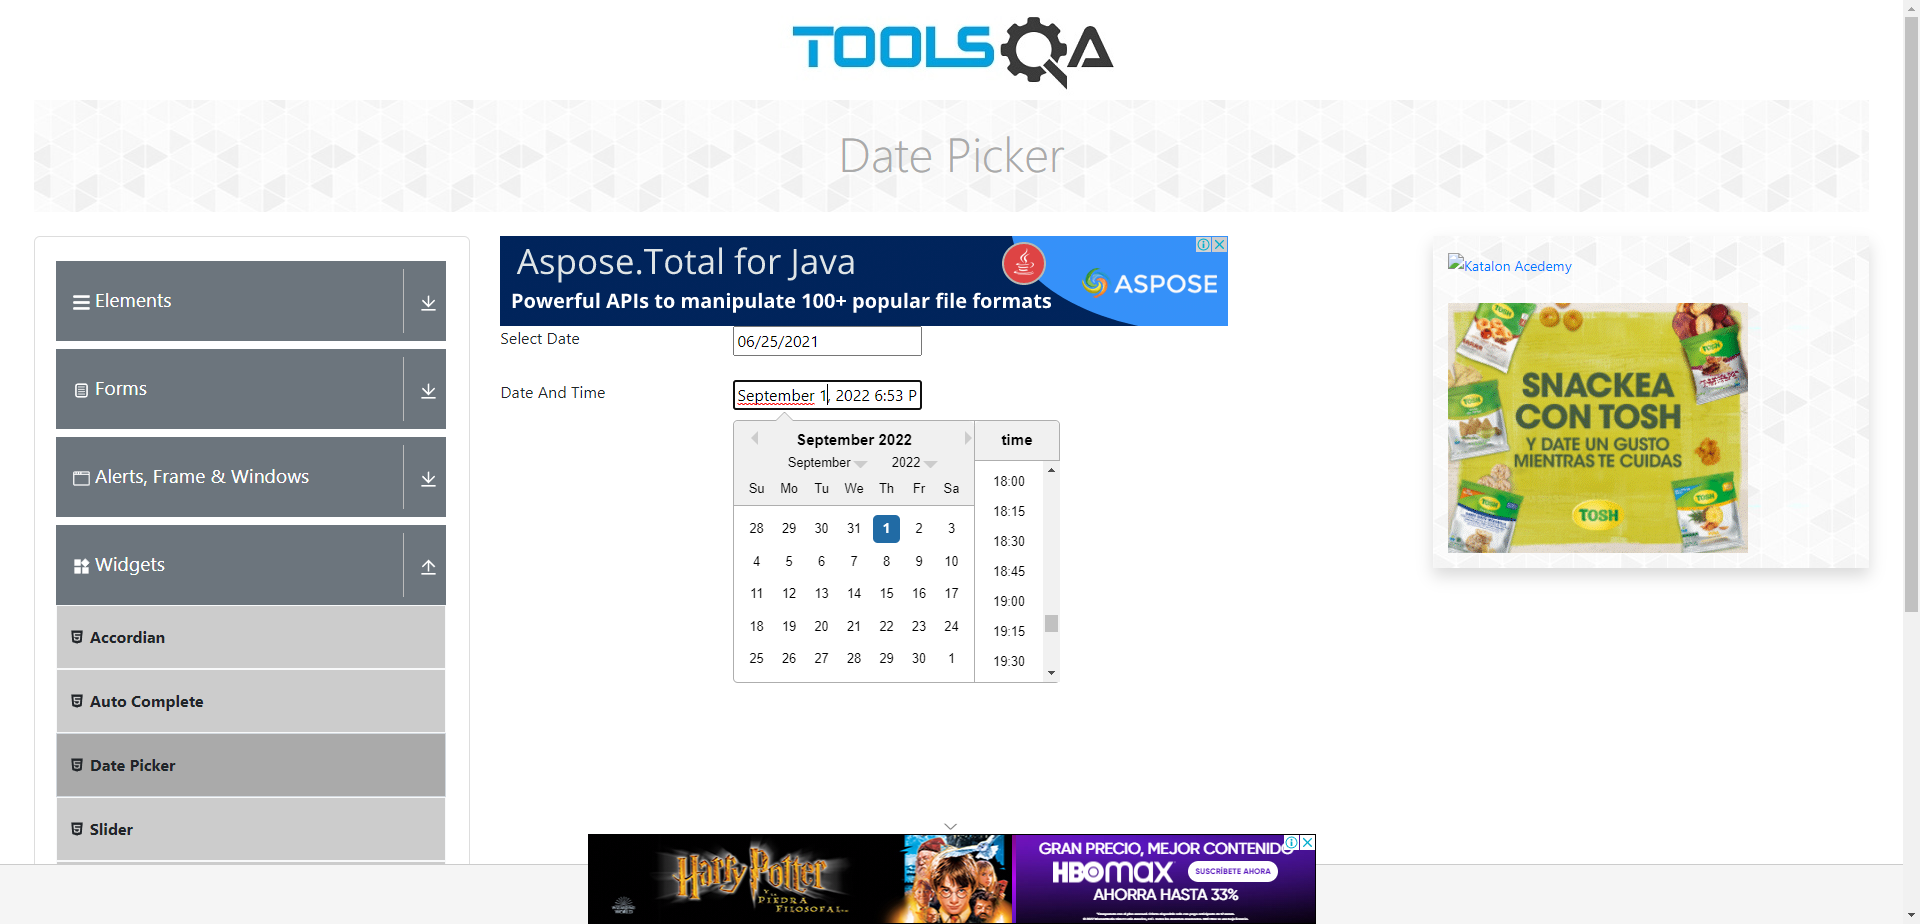 TOOLSQA
Date Picker
Elements
Forms
Alerts, Frame & Windows
Widgets
Accordian
Auto Complete
Date Picker
Slider
Aspose.Total for Java
Powerful APIs to manipulate 100+ popular file formats
ASPOSE
Select Date
06/25/2021
Date And Time
September 1, 2022 6:53 P
September 2022
September
2022
Su Mo Tu We Th Fr Sa
28 29 30 31 1 2 3
4 5 6 7 8 9 10
11 12 13 14 15 16 17
18 19 20 21 22 23 24
25 26 27 28 29 30 1
time
18:00
18:15
18:30
18:45
19:00
19:15
19:30
Katalon Acedemy
TOSH
SNACKEA
CON TOSH
Y DATE UN GUSTO
MIENTRAS TE CUIDAS
TOSH
Harry Potter
Y LA
PIEDRA
FILOSOFAL
GRAN PRECIO, MEJOR CONTENIDO
HBOmax
SUSCRÍBETE AHORA
AHORRA HASTA 33%